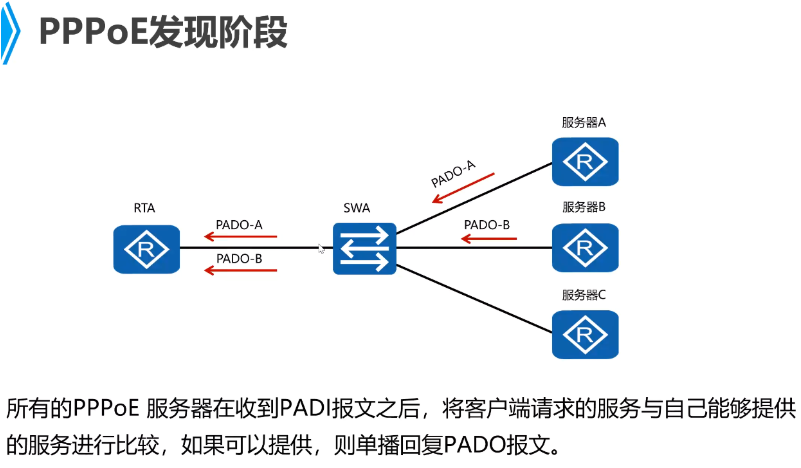 PPPoE发现阶段
服务器A
PADO-A
RTA
SWA
服务器B
PADO-A
PADO-B
PADO-B
R
R
R
R
服务器C
所有的PPPoE 服务器在收到PADI报文之后，将客户端请求的服务与自己能够提供
的服务进行比较，如果可以提供，则单播回复PADO报文。